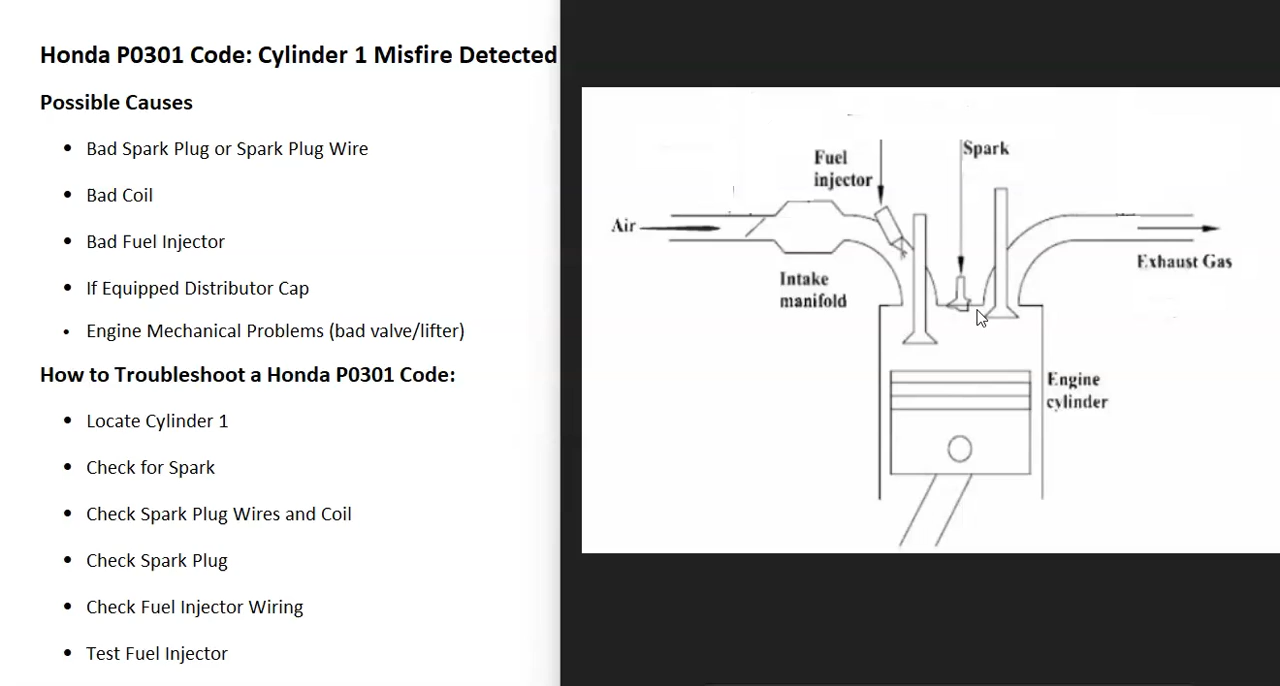 Honda P0301 Code: Cylinder 1 Misfire Detected
Possible Causes
Bad Spark Plug or Spark Plug Wire
Bad Coil
Bad Fuel Injector
If Equipped Distributor Cap
Engine Mechanical Problems (bad valve/lifter)
How to Troubleshoot a Honda P0301 Code:
Locate Cylinder 1
Check for Spark
Check Spark Plug Wires and Coil
Check Spark Plug
Check Fuel Injector Wiring
Test Fuel Injector
Fuel
injector
Spark
Air
Intake
manifold
Exhaust Gas
Engine
cylinder